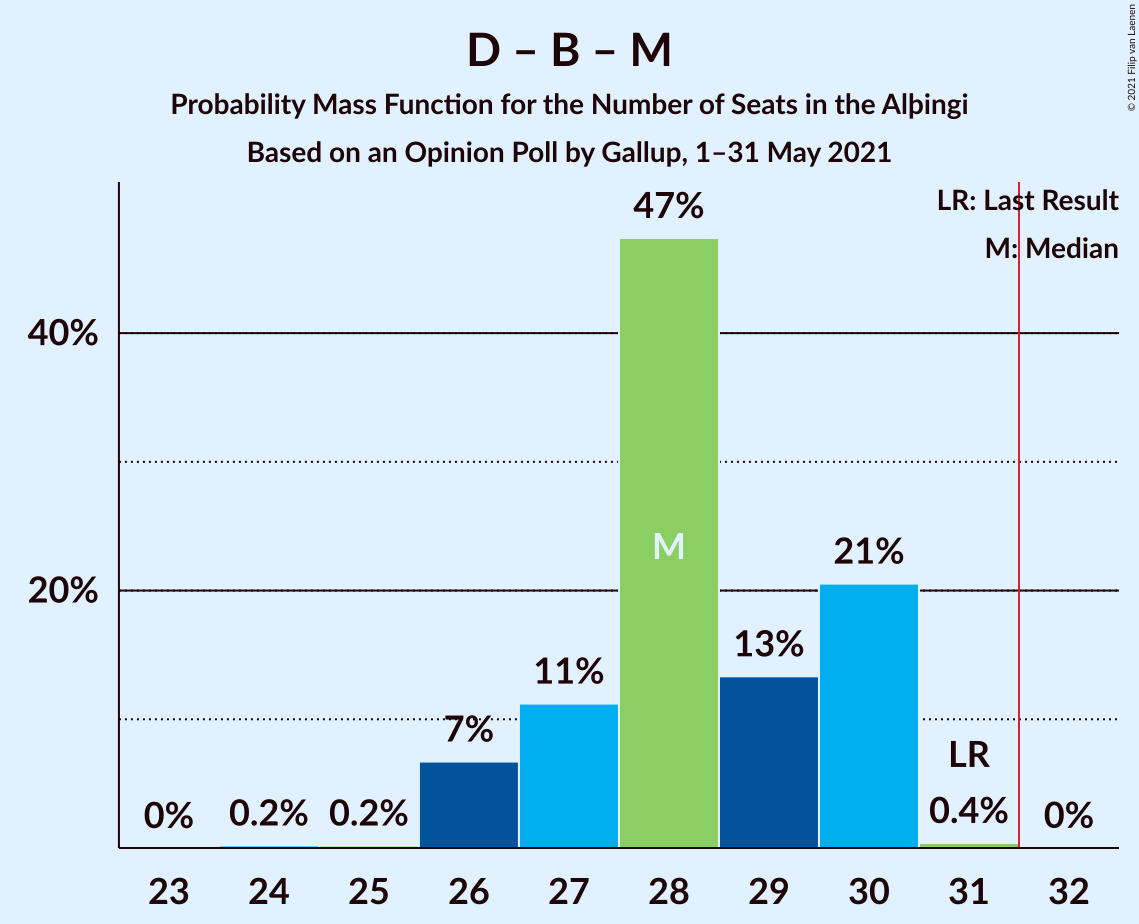 D – B – M
Probability Mass Function for the Number of Seats in the Alþingi
Based on an Opinion Poll by Gallup, 1–31 May 2021
© 2021 Filip van Laenen
LR: Last Result
M: Median
47%
40%
M
21%
20%
13%
11%
7%
LR
0%
0.2%
0.2%
0.4%
0%
23 24 25 26 27 28 29 30 31 32